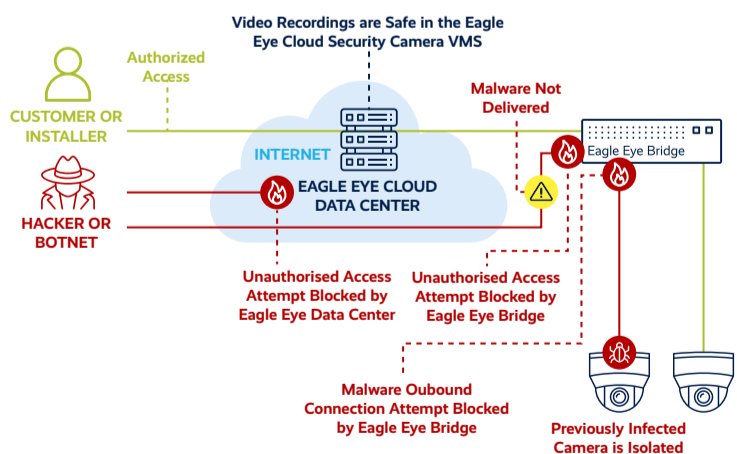 Video Recordings are Safe in the Eagle
Eye Cloud Security Camera VMS
Authorized
Access
CUSTOMER OR
INSTALLER
Malware Not
Delivered
INTERNET
Eagle Eye Bridge
EAGLE EYE CLOUD
DATA CENTER
HACKER OR
BOTNET
Unauthorised Access
Attempt Blocked by
Eagle Eye Data Center
Unauthorised Access
Attempt Blocked by
Eagle Eye Bridge
Malware Oubound
Connection Attempt Blocked
by Eagle Eye Bridge
Previously Infected
Camera is Isolated